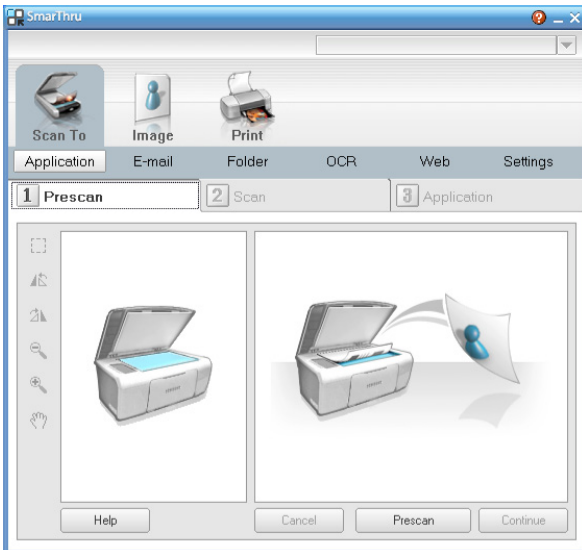 SmarThru
Scan To
Image
Print
Application
E-mail
Folder
OCR
Web
Settings
1 Prescan
2 Scan
3 Application
Help
Cancel
Prescan
Continue